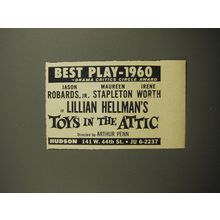 BEST PLAY-1960
-DRAMA CRITICS CIRCLE AWARD
JASON MAUREEN IRENE
ROBARDS, JR. STAPLETON WORTH
in LILLIAN HELLMAN'S
TOYS IN THE ATTIC
Directed by ARTHUR PENN
HUDSON 141 W. 44th St. • JU 6-2237